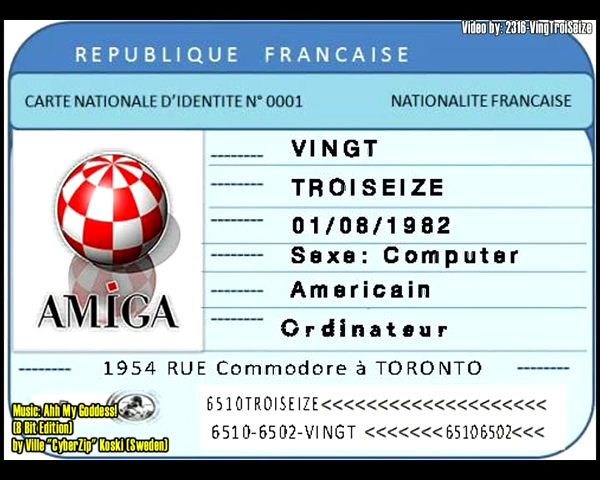 Video by: 2316-VingTroiSeize
REPUBLIQUE FRANCAISE
CARTE NATIONALE D'IDENTITE N° 0001
NATIONALITE FRANCAISE
-------- VINGT
-------- TROISEIZE
-------- 01/08/1982
-------- Sexe: Computer
-------- Americain
-------- Ordinateur
AMIGA
-------- 1954 RUE Commodore à TORONTO --------
6510TROISEIZE<<<<<<<<<<<<<<<<<<<<<
6510-6502-VINGT <<<<<<<65106502<<<
Music: Ahh My Goddess!
(8 Bit Edition)
by Ville "CyberZip" Koski (Sweden)